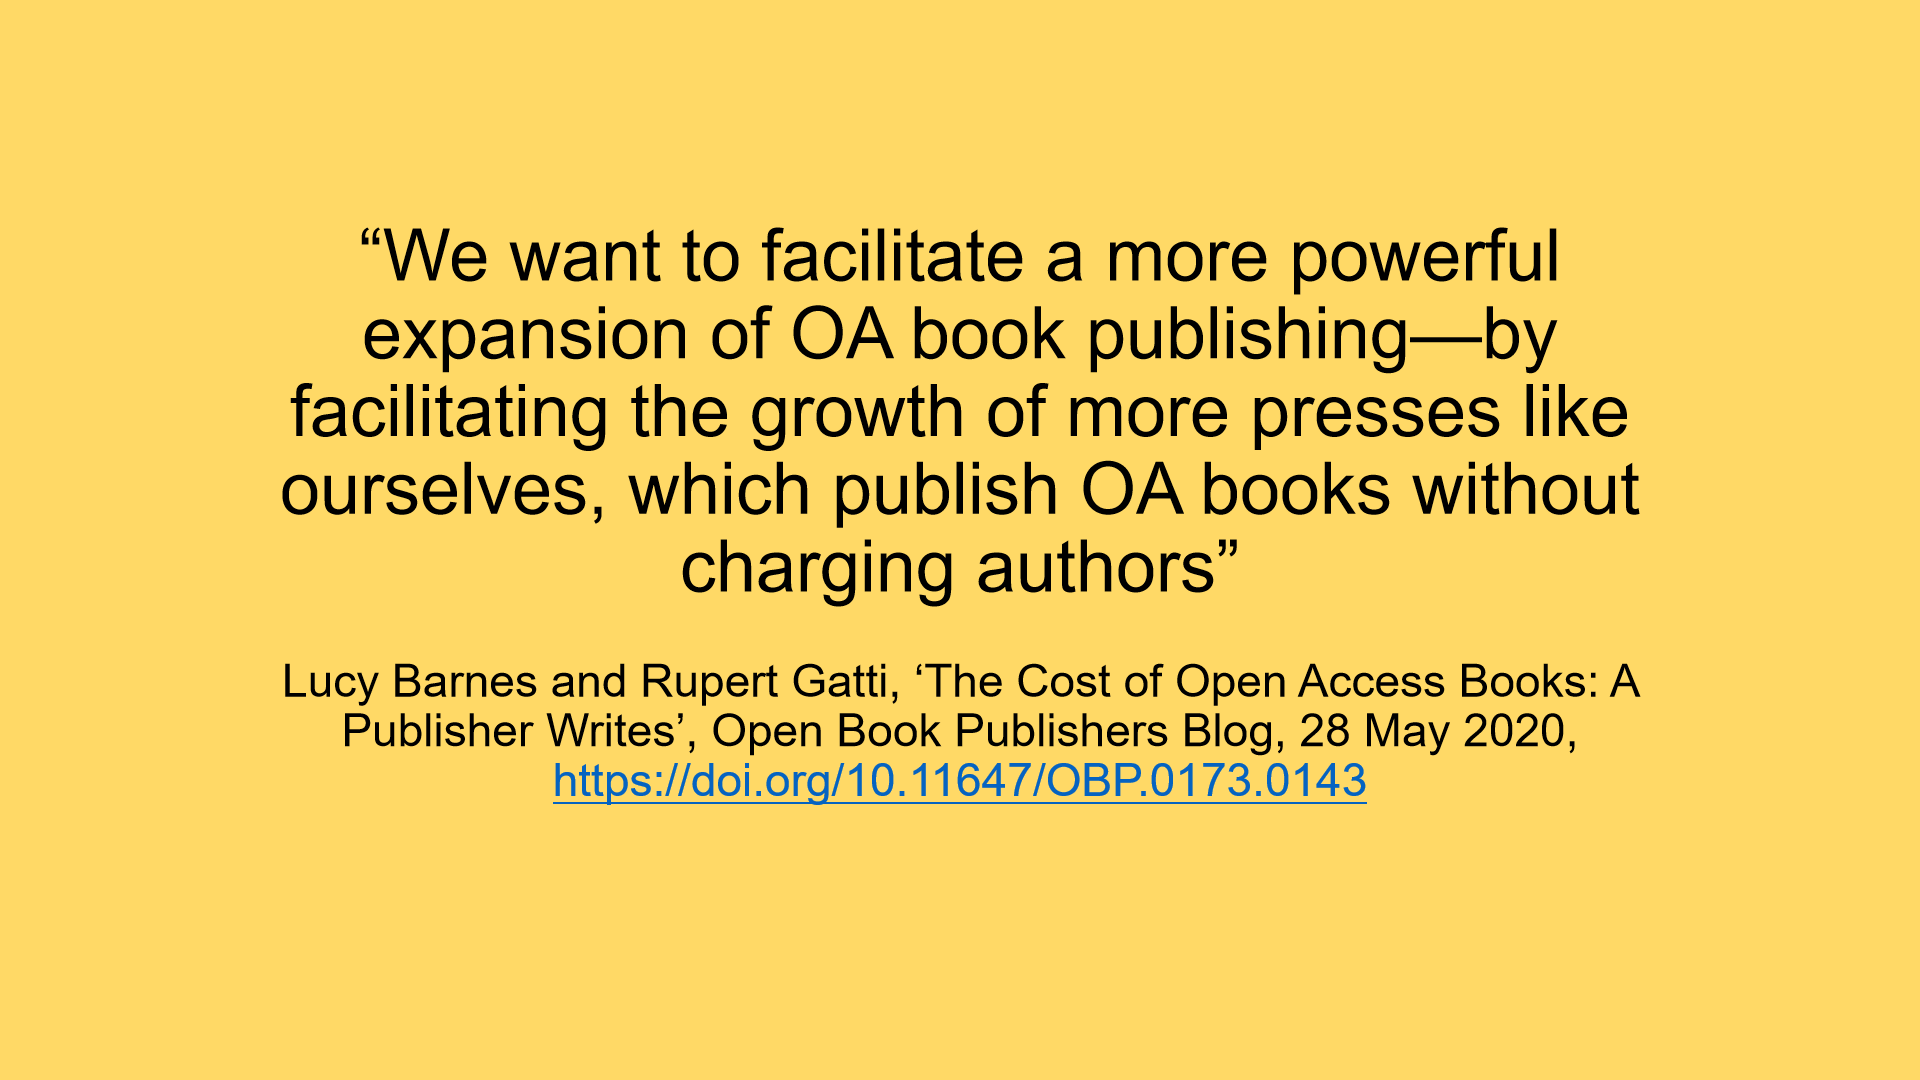 “We want to facilitate a more powerful
expansion of OA book publishing—by
facilitating the growth of more presses like
ourselves, which publish OA books without
charging authors”
Lucy Barnes and Rupert Gatti, ‘The Cost of Open Access Books: A
Publisher Writes’, Open Book Publishers Blog, 28 May 2020,
https://doi.org/10.11647/OBP.0173.0143